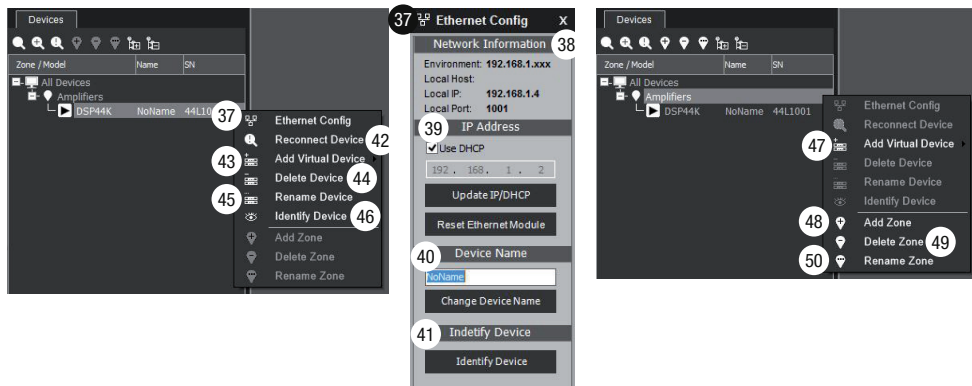 Devices
Zone / Model Name SN
All Devices
Amplifiers
DSP44K NoName 44L10
37 Ethernet Config
Reconnect Device 42
43 Add Virtual Device
Delete Device 44
45 Rename Device
Identify Device 46
Add Zone
Delete Zone
Rename Zone
37 Ethernet Config X
Network Information 38
Environment: 192.168.1.xxx
Local Host:
Local IP: 192.168.1.4
Local Port: 1001
39 IP Address
Use DHCP
192 . 168 . 1 . 2
Update IP/DHCP
Reset Ethernet Module
40 Device Name
NoName
Change Device Name
41 Indetify Device
Identify Device
Devices
Zone / Model Name SN
All Devices
Amplifiers
DSP44K NoName 44L1001
Ethernet Config
Reconnect Device
47 Add Virtual Device
Delete Device
Rename Device
Identify Device
48 Add Zone
Delete Zone 49
50 Rename Zone